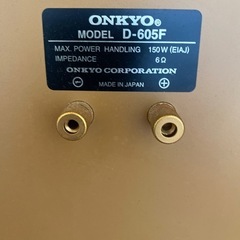 ONKYO®
MODEL D-605F
MAX. POWER HANDLING 150W (EIAJ)
IMPEDANCE 6Ω
ONKYO CORPORATION
MADE IN JAPAN